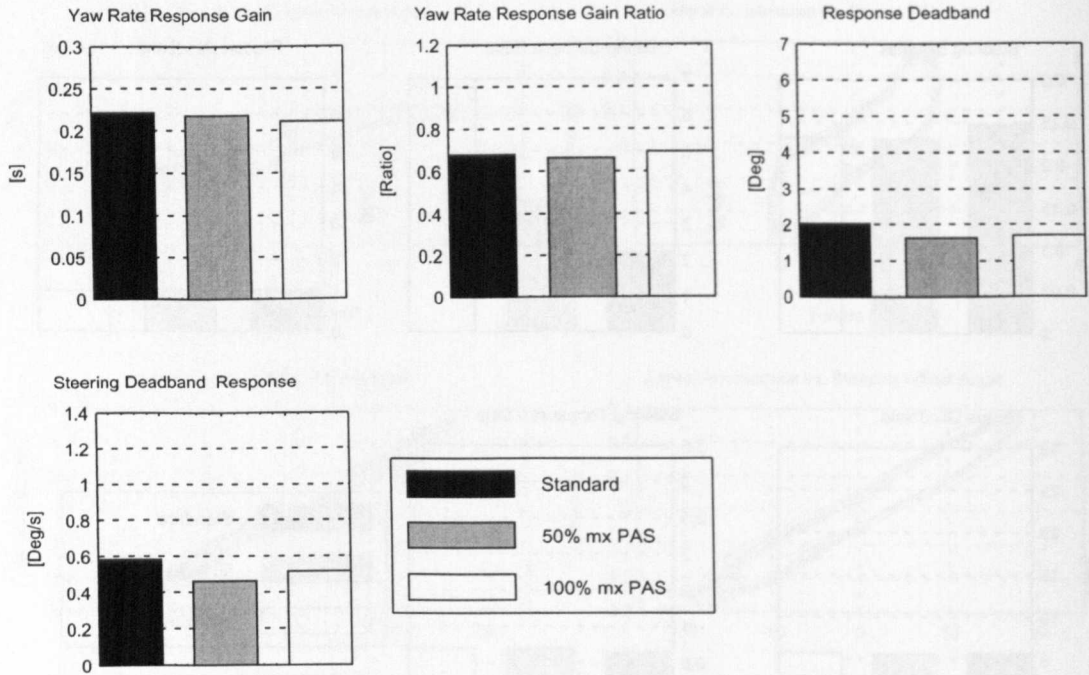 Yaw Rate Response Gain
0.3
0.25
0.2
0.15
0.1
0.05
0
[s]
Yaw Rate Response Gain Ratio
1.2
1
0.8
0.6
0.4
0.2
0
[Ratio]
Response Deadband
7
6
5
4
3
2
1
0
[Deg]
Steering Deadband Response
1.4
1.2
1
0.8
0.6
0.4
0.2
0
[Deg/s]
Standard
50% mx PAS
100% mx PAS